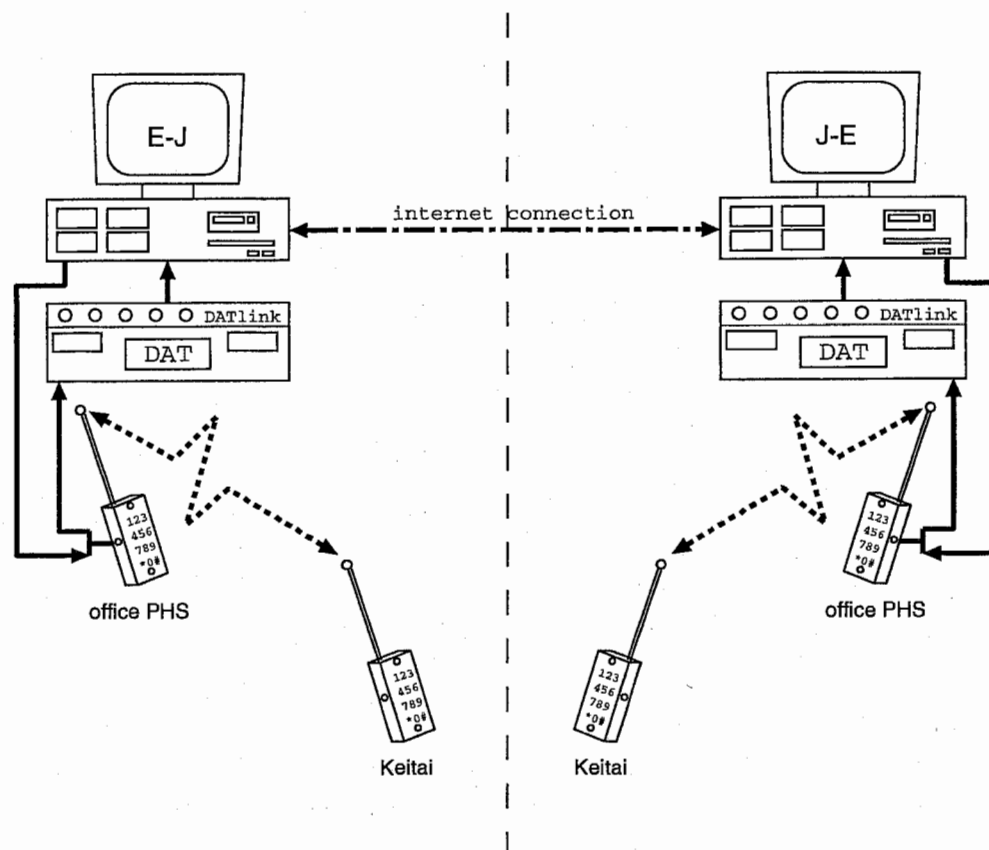 E-J
J-E
internet connection
DATlink
DAT
DATlink
DAT
123
456
789
*0#
office PHS
123
456
789
*0#
office PHS
123
456
789
*0#
Keitai
123
456
789
*0#
Keitai